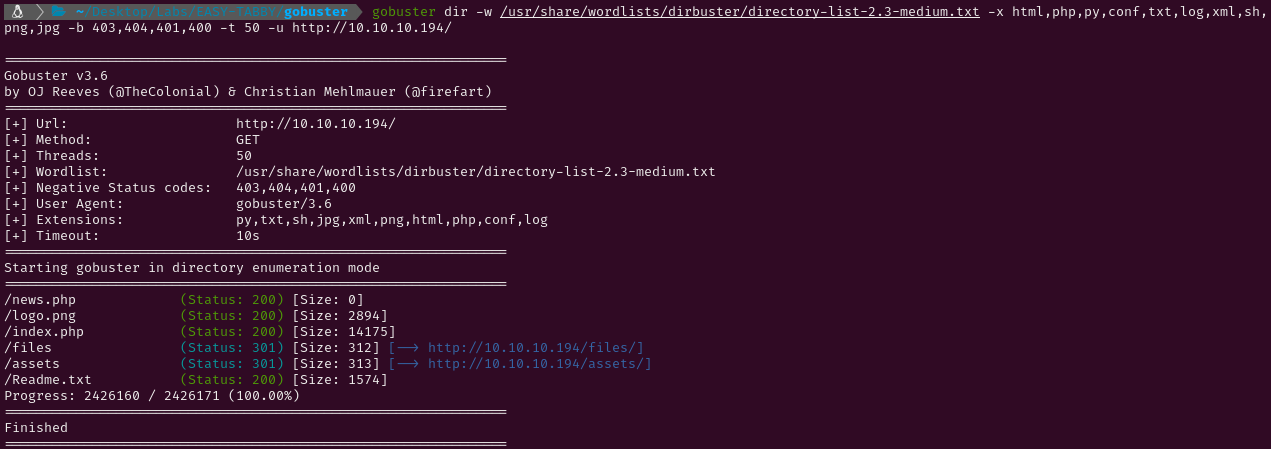 ~/Desktop/Labs/EASY-TABBY/gobuster gobuster dir -w /usr/share/wordlists/dirbuster/directory-list-2.3-medium.txt -x html,php,py,conf,txt,log,xml,sh,
png,jpg -b 403,404,401,400 -t 50 -u http://10.10.10.194/
===============================================================
Gobuster v3.6
by OJ Reeves (@TheColonial) & Christian Mehlmauer (@firefart)
===============================================================
[+] Url: http://10.10.10.194/
[+] Method: GET
[+] Threads: 50
[+] Wordlist: /usr/share/wordlists/dirbuster/directory-list-2.3-medium.txt
[+] Negative Status codes: 403,404,401,400
[+] User Agent: gobuster/3.6
[+] Extensions: py,txt,sh,jpg,xml,png,html,php,conf,log
[+] Timeout: 10s
===============================================================
Starting gobuster in directory enumeration mode
===============================================================
/news.php (Status: 200) [Size: 0]
/logo.png (Status: 200) [Size: 2894]
/index.php (Status: 200) [Size: 14175]
/files (Status: 301) [Size: 312] [--> http://10.10.10.194/files/]
/assets (Status: 301) [Size: 313] [--> http://10.10.10.194/assets/]
/Readme.txt (Status: 200) [Size: 1574]
Progress: 2426160 / 2426171 (100.00%)
===============================================================
Finished
===============================================================